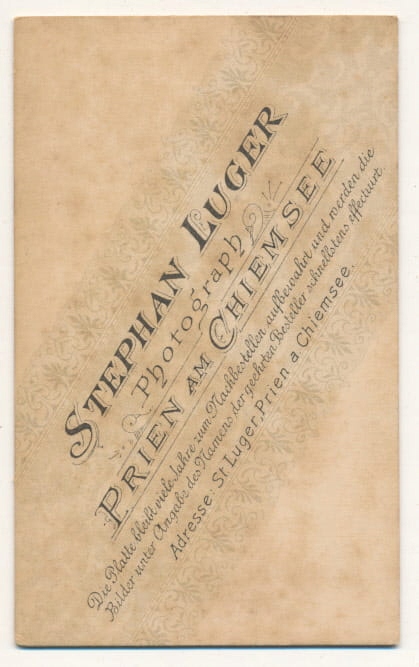 STEPHAN LUGER
Photograph
PRIEN AM CHIEMSEE
Die Platte bleibt viele Jahre zum Nachbestellen aufbewahrt und werden die
Bilder unter Angabe des Namens der geehrten Besteller schnellstens effectuirt.
Adresse: St. Luger, Prien a Chiemsee.